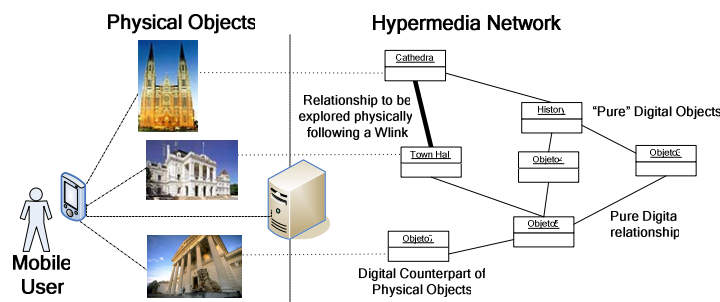 Physical Objects
Hypermedia Network
Cathedra
Relationship to be
explored physically
following a Wlink
History
"Pure" Digital Objects
Town Hal
Pure Digita
relationship
Mobile
User
Digital Counterpart of
Physical Objects